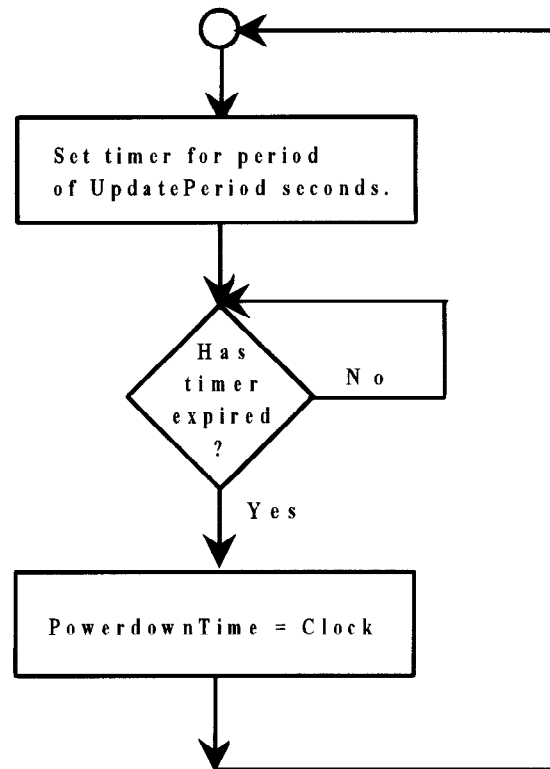 Set timer for period
of UpdatePeriod seconds.
Has
timer
expired
?
No
Yes
PowerdownTime = Clock